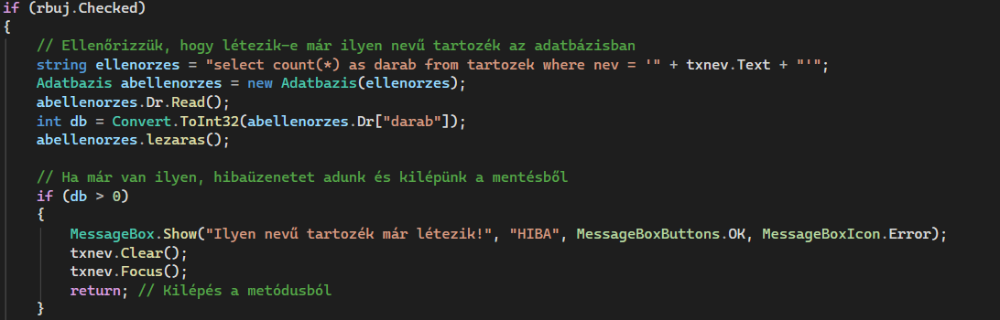 if (rbuj.Checked)
{
// Ellenőrizzük, hogy létezik-e már ilyen nevű tartozék az adatbázisban
string ellenorzes = "select count(*) as darab from tartozek where nev = '" + txnev.Text + "'";
Adatbazis abellenorzes = new Adatbazis(ellenorzes);
abellenorzes.Dr.Read();
int db = Convert.ToInt32(abellenorzes.Dr["darab"]);
abellenorzes.lezaras();
// Ha már van ilyen, hibaüzenetet adunk és kilépünk a mentésből
if (db > 0)
{
MessageBox.Show("Ilyen nevű tartozék már létezik!", "HIBA", MessageBoxButtons.OK, MessageBoxIcon.Error);
txnev.Clear();
txnev.Focus();
return; // Kilépés a metódusból
}